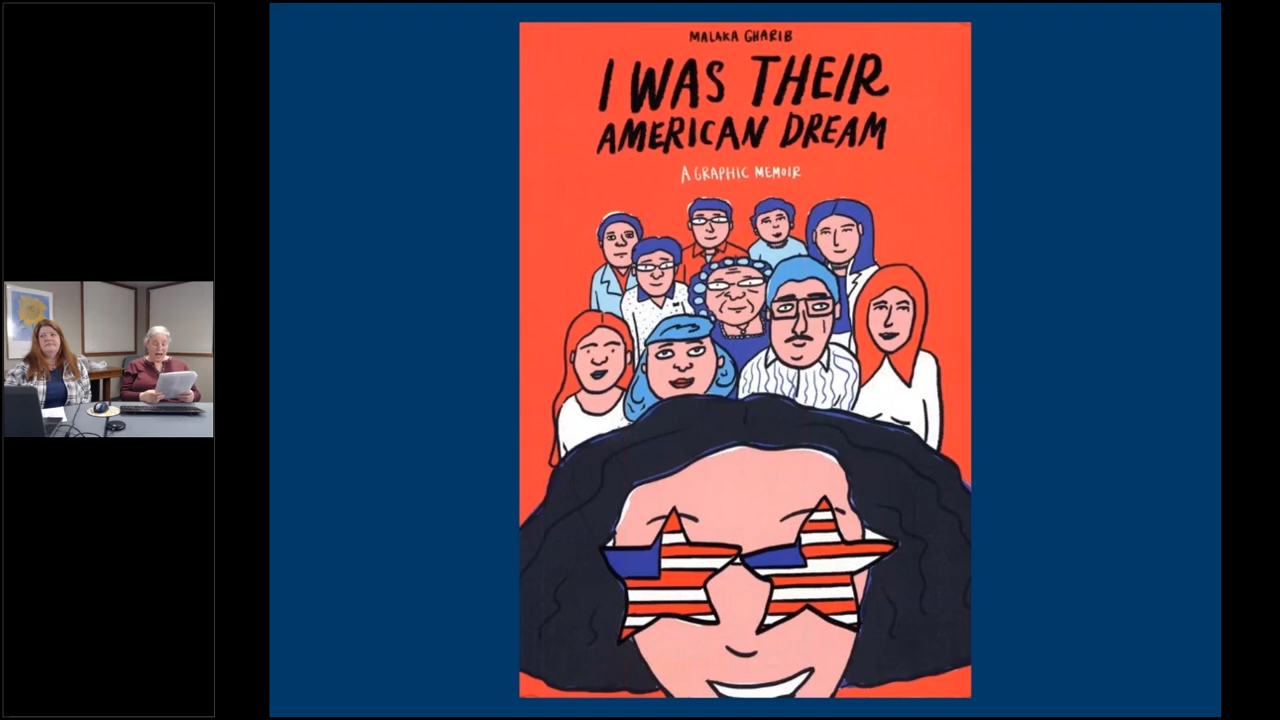 MALAKA GHARIB
I WAS THEIR
AMERICAN DREAM
A GRAPHIC MEMOIR